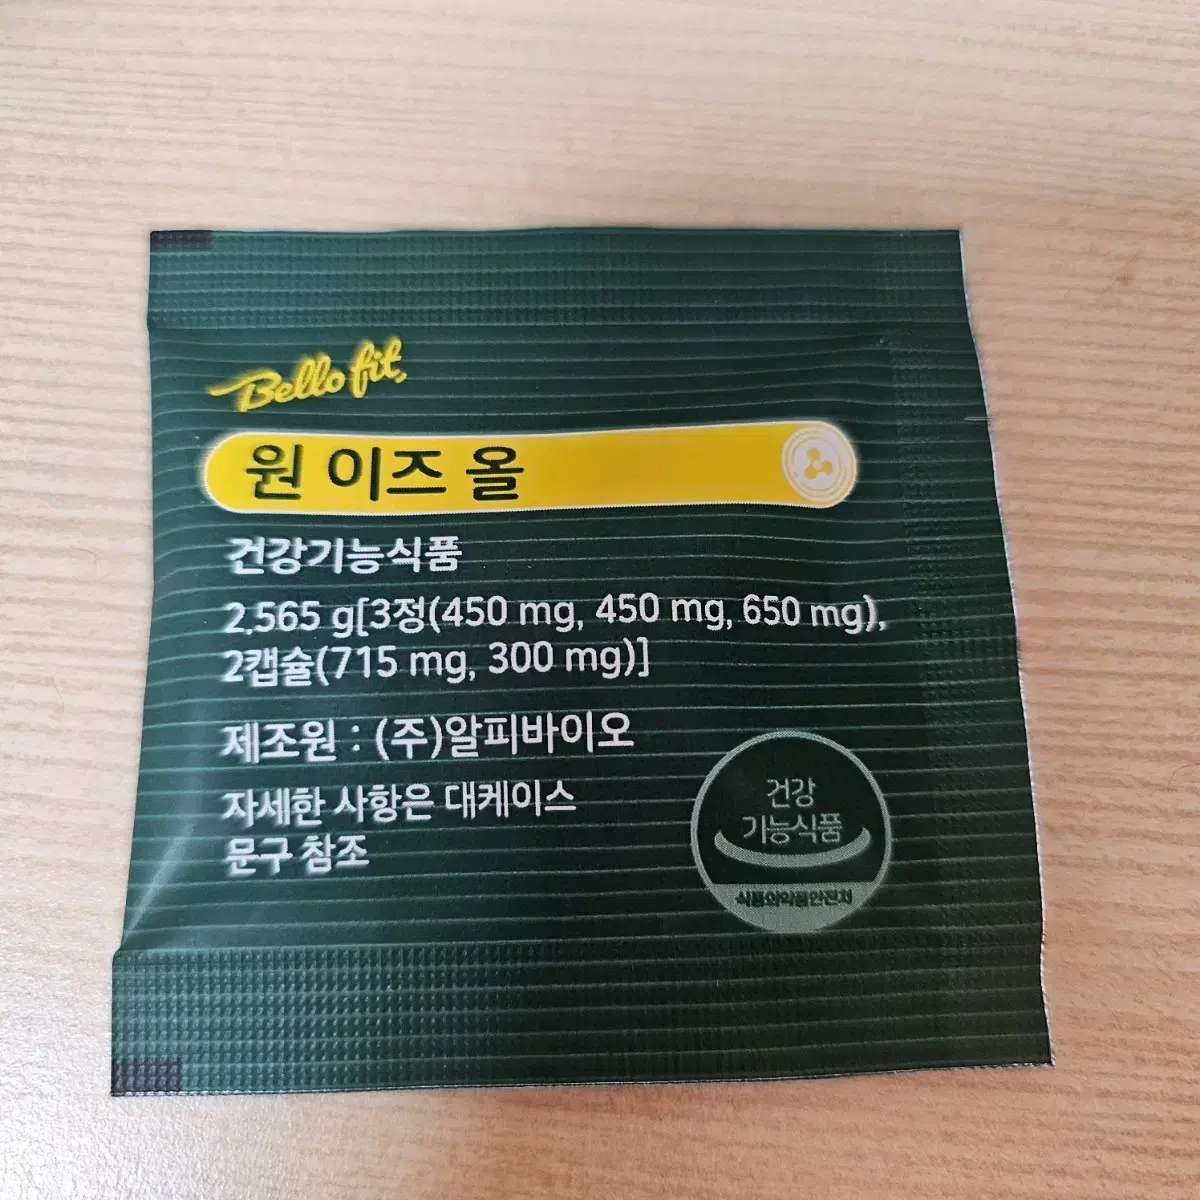 Bello fit,
원 이즈 올
건강기능식품
2.565 g[3정(450 mg, 450 mg, 650 mg),
2캡슐(715 mg, 300 mg)]
제조원 : (주)알피바이오
자세한 사항은 대케이스
문구 참조
건강
기능식품
식품의약품안전처